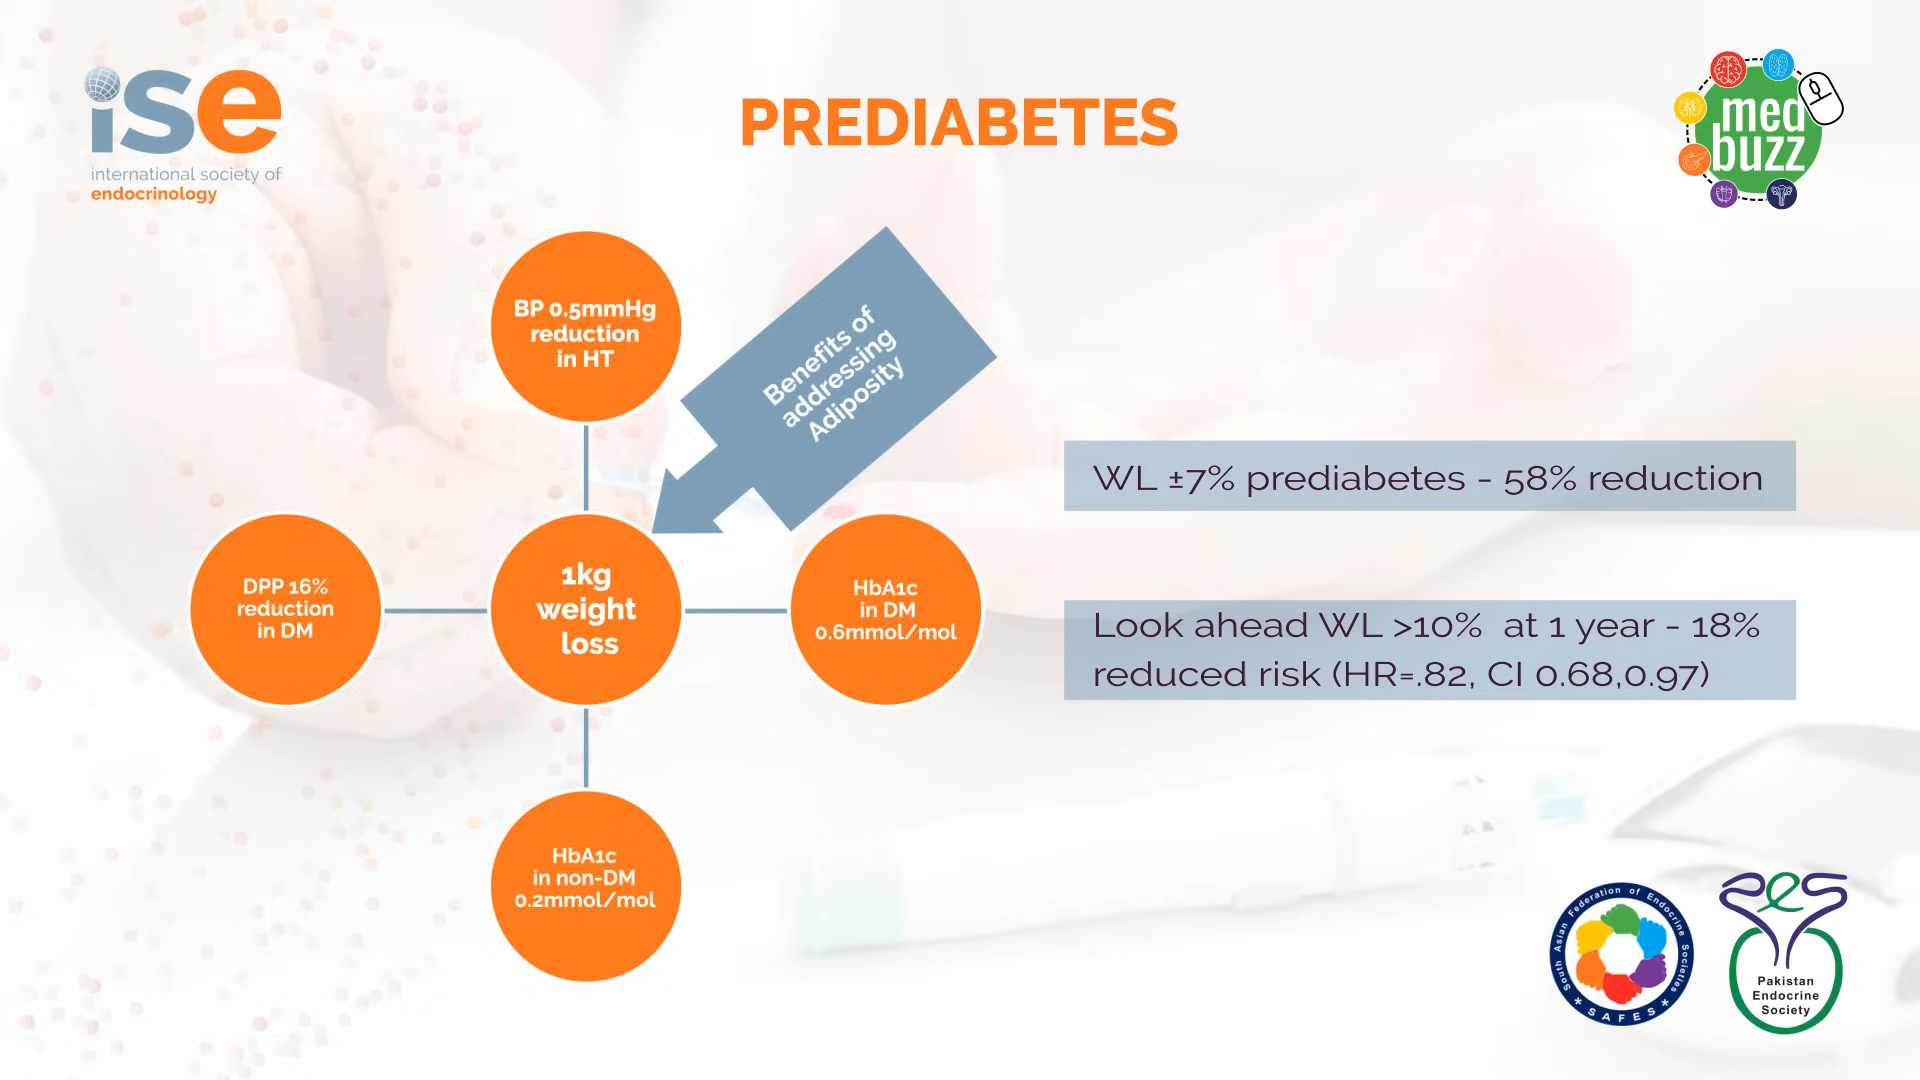 ise
international society of
endocrinology
PREDIABETES
med
buzz
BP 0.5mmHg
reduction
in HT
Benefits of
addressing
Adiposity
WL ±7% prediabetes - 58% reduction
DPP 16%
reduction
in DM
1kg
weight
loss
HbA1c
in DM
0.6mmol/mol
Look ahead WL >10% at 1 year - 18%
reduced risk (HR=.82, CI 0.68,0.97)
HbA1c
in non-DM
0.2mmol/mol
South Asian Federation of Endocrine Societies
* SAFES *
PES
Pakistan
Endocrine
Society